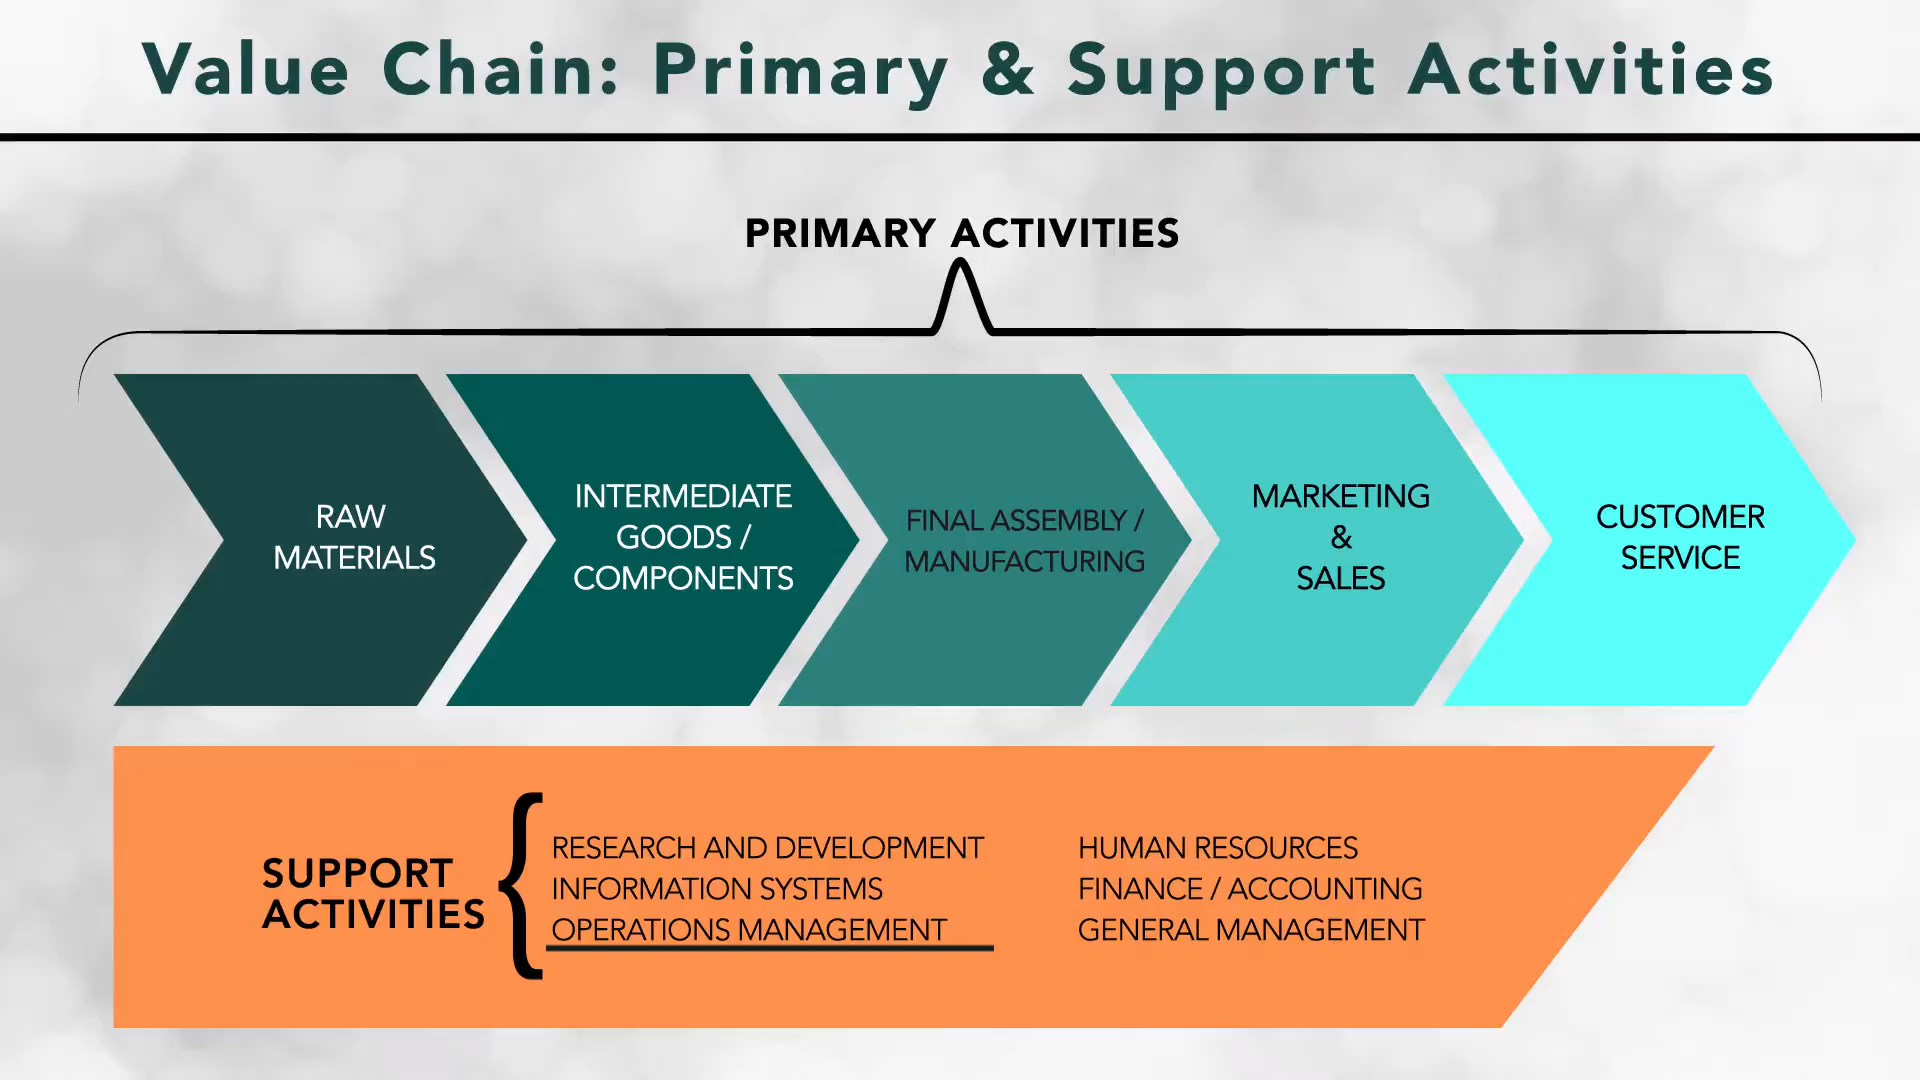 Value Chain: Primary & Support Activities
PRIMARY ACTIVITIES
RAW
MATERIALS
INTERMEDIATE
GOODS /
COMPONENTS
FINAL ASSEMBLY /
MANUFACTURING
MARKETING
&
SALES
CUSTOMER
SERVICE
SUPPORT
ACTIVITIES
RESEARCH AND DEVELOPMENT
INFORMATION SYSTEMS
OPERATIONS MANAGEMENT
HUMAN RESOURCES
FINANCE / ACCOUNTING
GENERAL MANAGEMENT